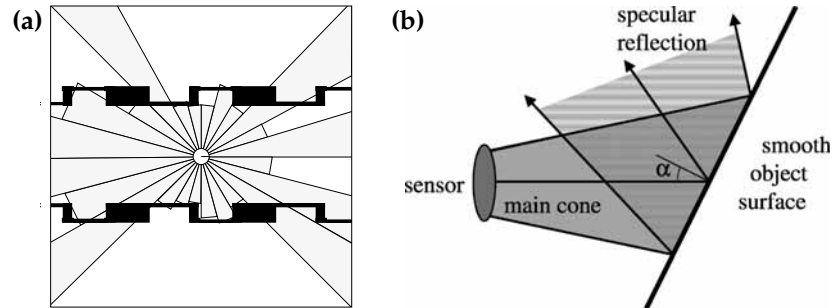 (a)
(b)
specular
reflection
sensor
α
main cone
smooth
object
surface